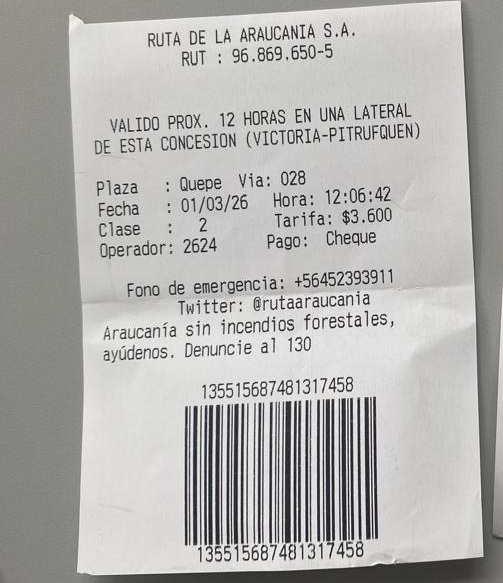 RUTA DE LA ARAUCANIA S.A.
RUT : 96.869.650-5
VALIDO PROX. 12 HORAS EN UNA LATERAL
DE ESTA CONCESION (VICTORIA-PITRUFQUEN)
Plaza : Quepe Via: 028
Fecha : 01/03/26 Hora: 12:06:42
Clase : 2 Tarifa: $3.600
Operador: 2624 Pago: Cheque
Fono de emergencia: +56452393911
Twitter: @rutaaraucania
Araucanía sin incendios forestales,
ayúdenos. Denuncie al 130
135515687481317458
135515687481317458